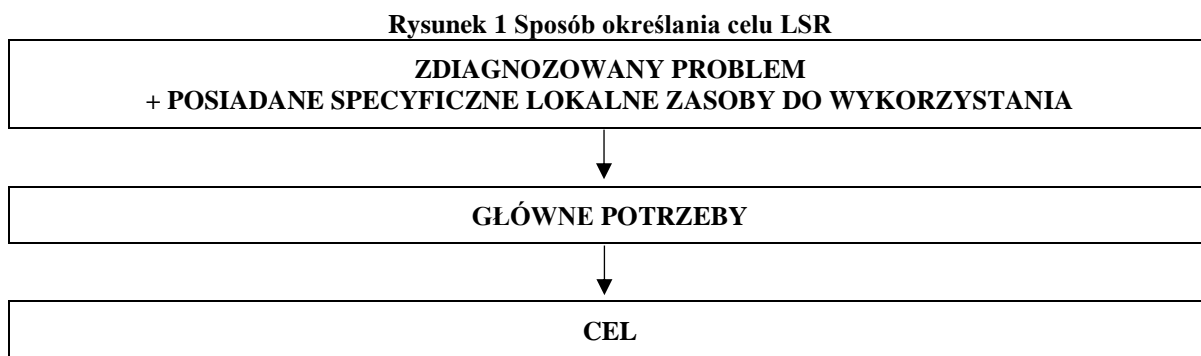 Rysunek 1 Sposób określania celu LSR
ZDIAGNOZOWANY PROBLEM
+ POSIADANE SPECYFICZNE LOKALNE ZASOBY DO WYKORZYSTANIA
GŁÓWNE POTRZEBY
CEL